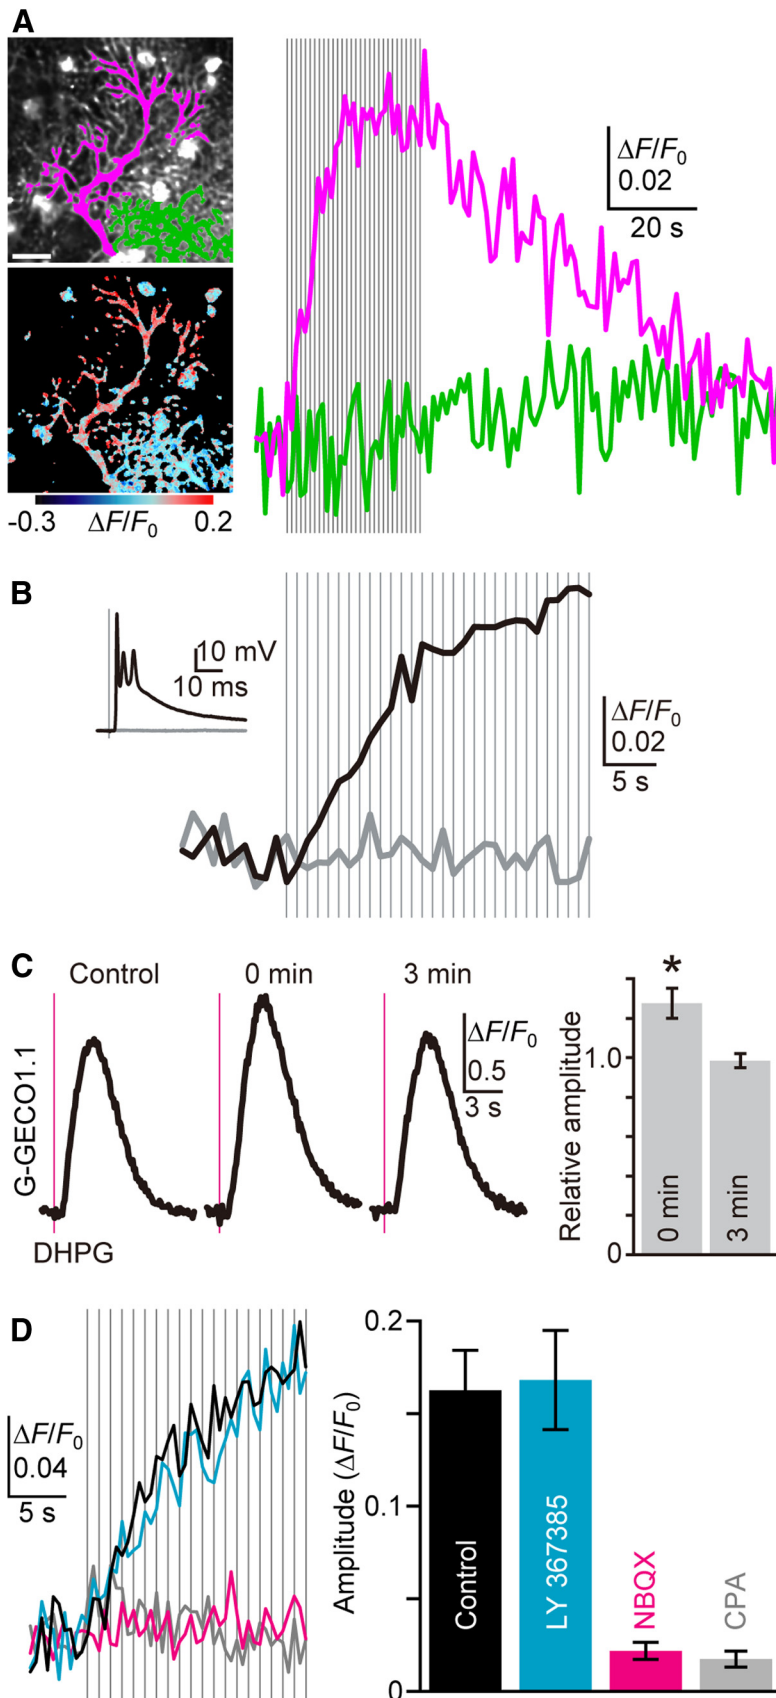 A
ΔF/F0
0.02
20 s
-0.3 ΔF/F0 0.2
B
10 mV
10 ms
ΔF/F0
0.02
5 s
C
Control 0 min 3 min
G-GECO1.1
ΔF/F0
0.5
3 s
DHPG
*
Relative amplitude
1.0
0
0 min
3 min
D
ΔF/F0
0.04
5 s
Amplitude (ΔF/F0)
0.2
0.1
0
Control
LY 367385
NBQX
CPA